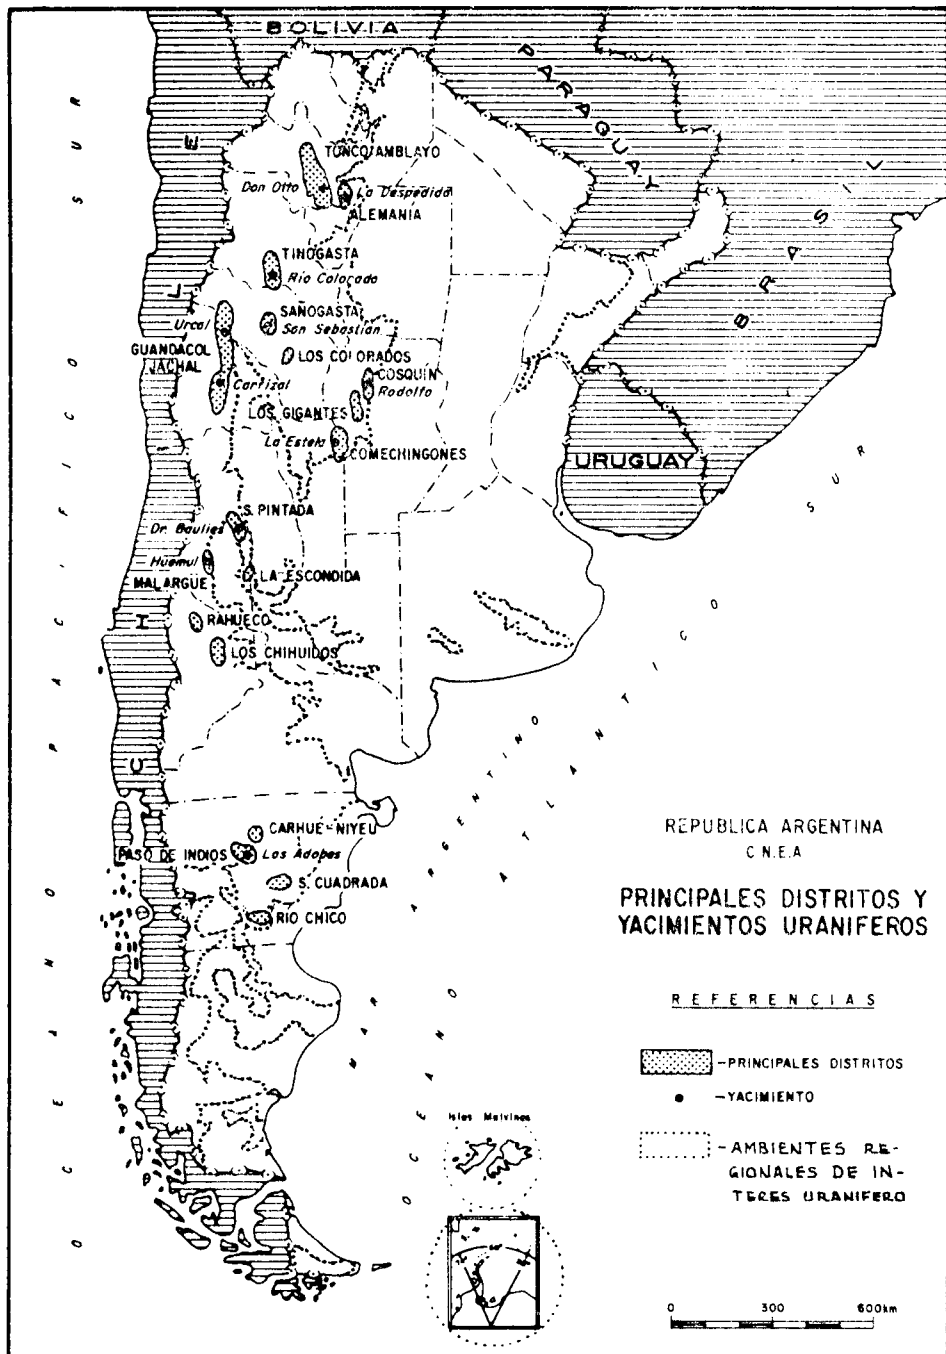 BOLIVIA
PARAGUAY
BRASIL
CHILE
URUGUAY
OCEANO PACIFICO SUR
MAR ARGENTINO
OCEANO ATLANTICO SUR
TONCO AMBLAYO
Don Otto
La Despedida
ALEMANIA
TINOGASTA
Río Colorado
SAÑOGASTA
San Sebastián
Urcal
GUANDACOL
JACHAL
LOS COLORADOS
COSQUIN
Rodolfo
Carrizal
LOS GIGANTES
La Estela
COMECHINGONES
S. PINTADA
Dr. Baulies
Huemul
MALARGUE
LA ESCONDIDA
RAHUECO
LOS CHIHUIDOS
CARHUE-NIYEU
PASO DE INDIOS
Los Adobes
S. CUADRADA
RIO CHICO
Islas Malvinas
REPUBLICA ARGENTINA
C.N.E.A
PRINCIPALES DISTRITOS Y
YACIMIENTOS URANIFEROS
REFERENCIAS
-PRINCIPALES DISTRITOS
-YACIMIENTO
-AMBIENTES RE-
GIONALES DE IN-
TERES URANIFERO
0 300 600km